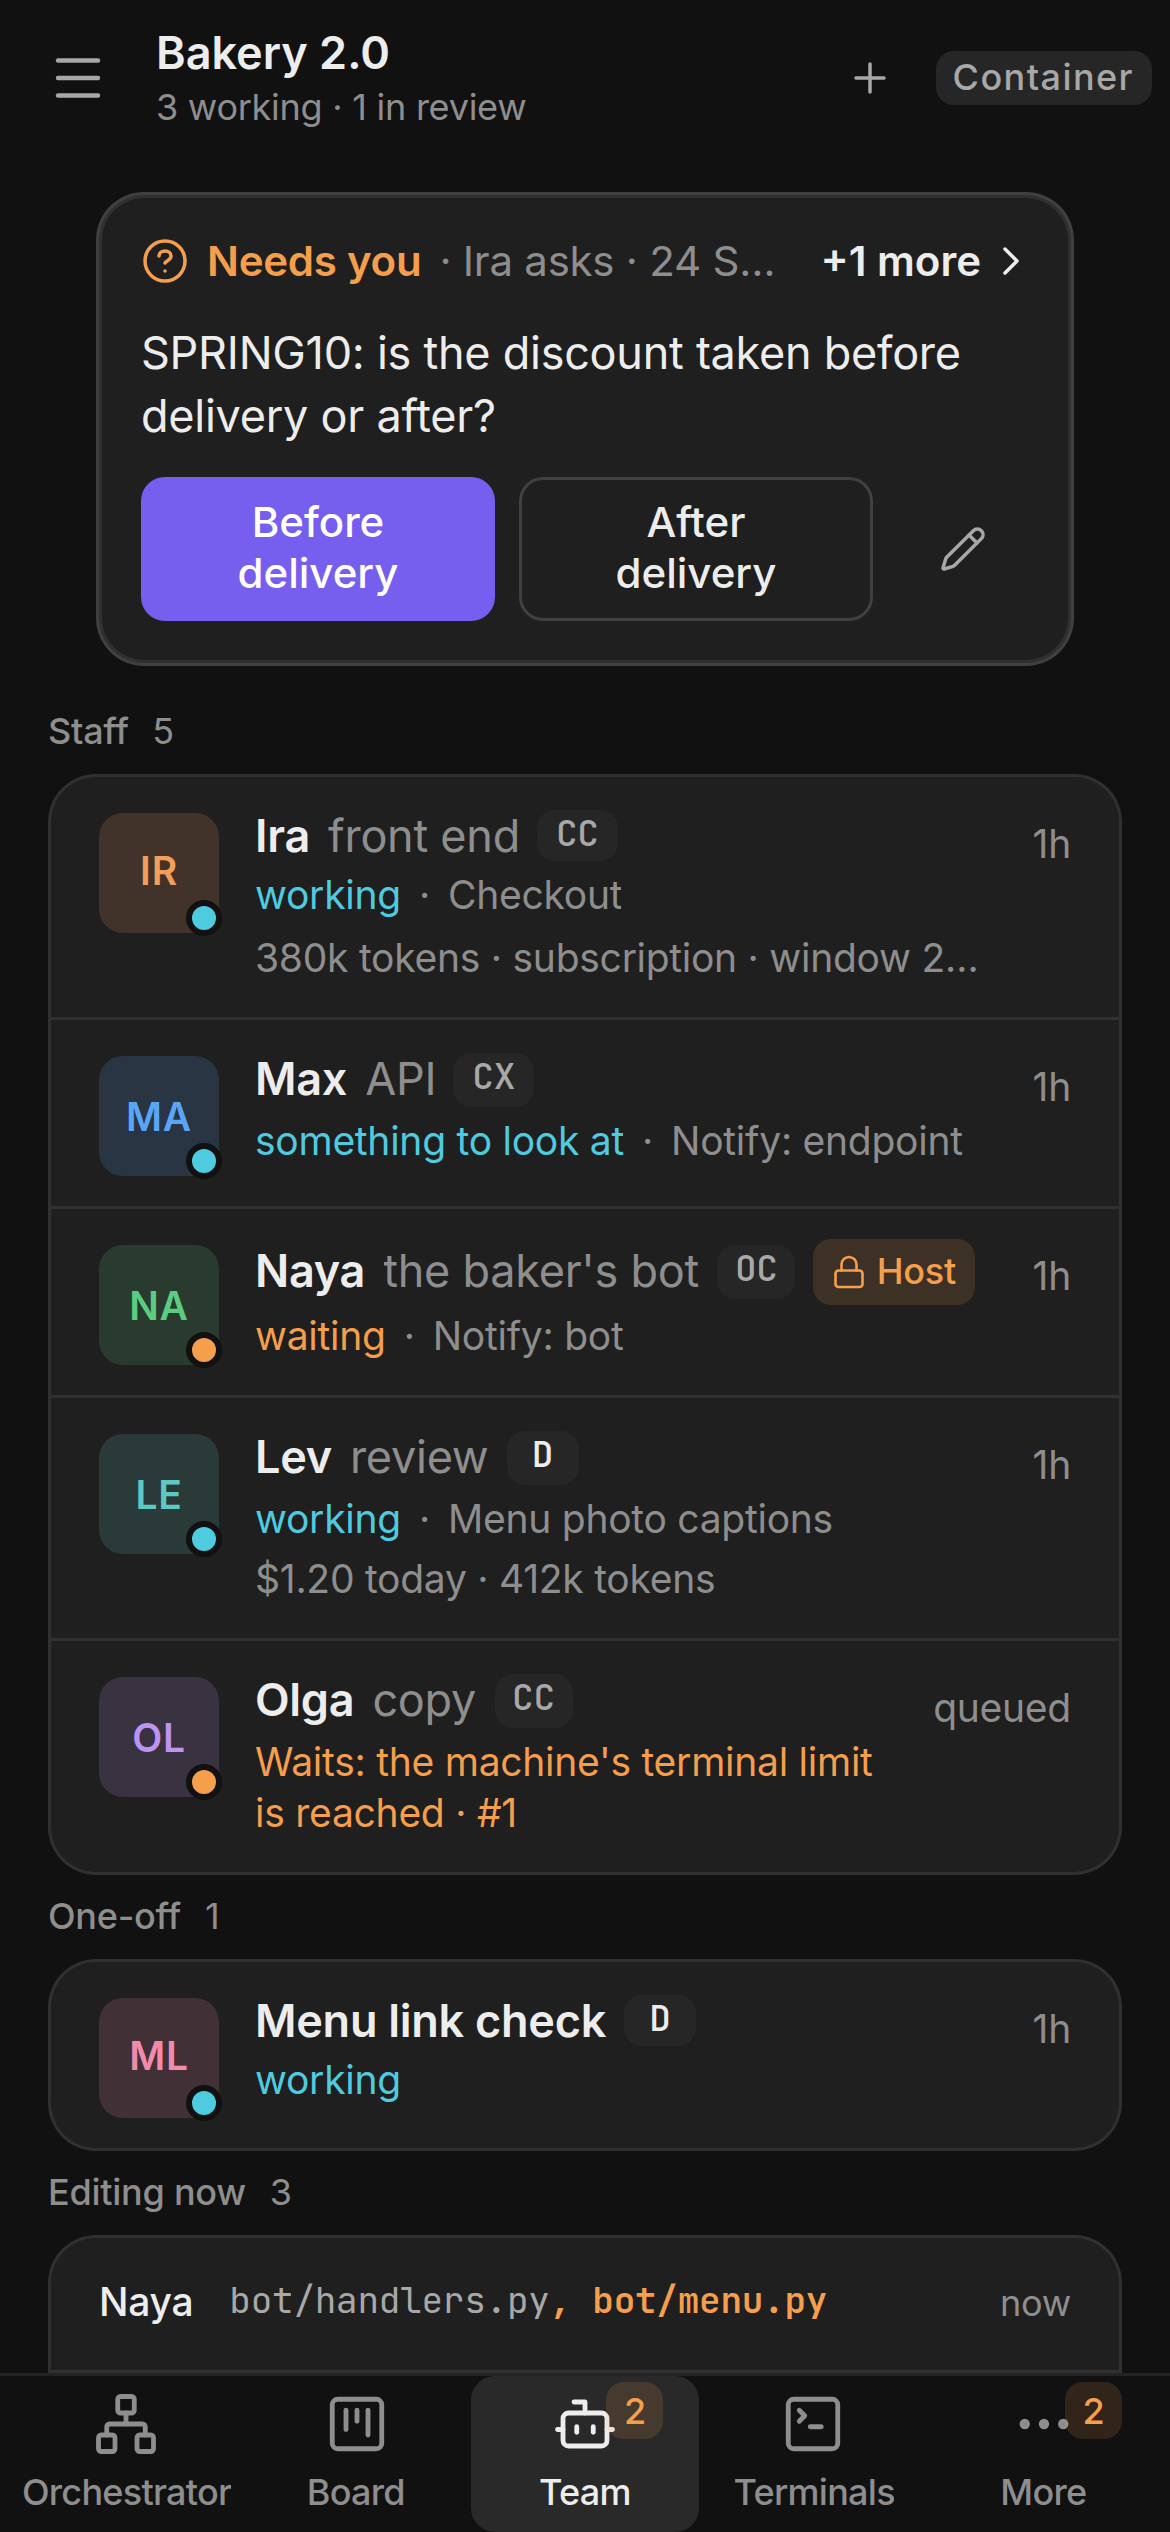 Bakery 2.0
3 working · 1 in review
Container
Needs you · Ira asks · 24 S... +1 more
SPRING10: is the discount taken before
delivery or after?
Before
delivery
After
delivery
Staff 5
IR
Ira front end CC 1h
working · Checkout
380k tokens · subscription · window 2...
MA
Max API CX 1h
something to look at · Notify: endpoint
NA
Naya the baker's bot OC Host 1h
waiting · Notify: bot
LE
Lev review D 1h
working · Menu photo captions
$1.20 today · 412k tokens
OL
Olga copy CC queued
Waits: the machine's terminal limit
is reached · #1
One-off 1
ML
Menu link check D 1h
working
Editing now 3
Naya bot/handlers.py, bot/menu.py now
2
2
Orchestrator Board Team Terminals More